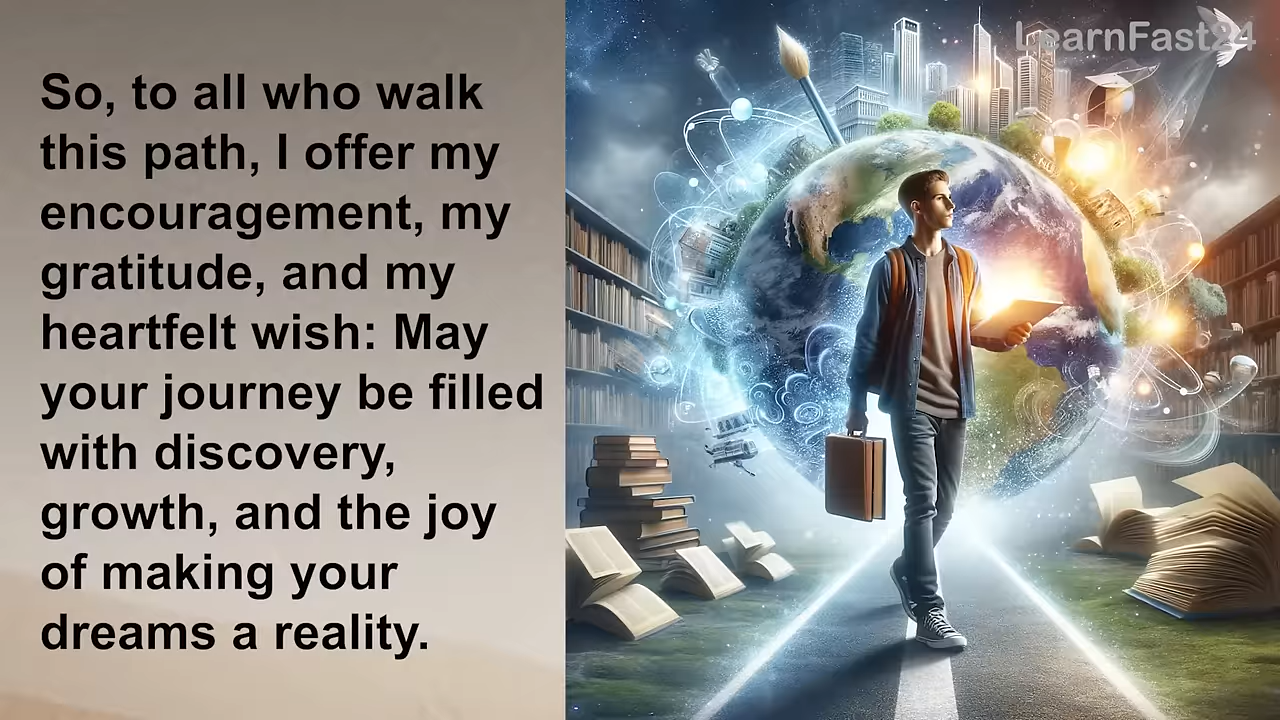 So, to all who walk
this path, I offer my
encouragement, my
gratitude, and my
heartfelt wish: May
your journey be filled
with discovery,
growth, and the joy
of making your
dreams a reality.
LearnFast24